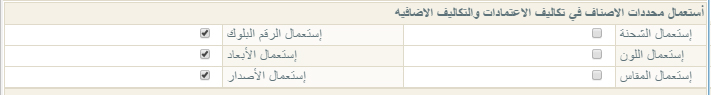 أستعمال محددات الاصناف في تكاليف الاعتمادات والتكاليف الاضافيه
إستعمال الشحنة إستعمال الرقم البلوك
إستعمال اللون إستعمال الأبعاد
إستعمال المقاس إستعمال الأصدار